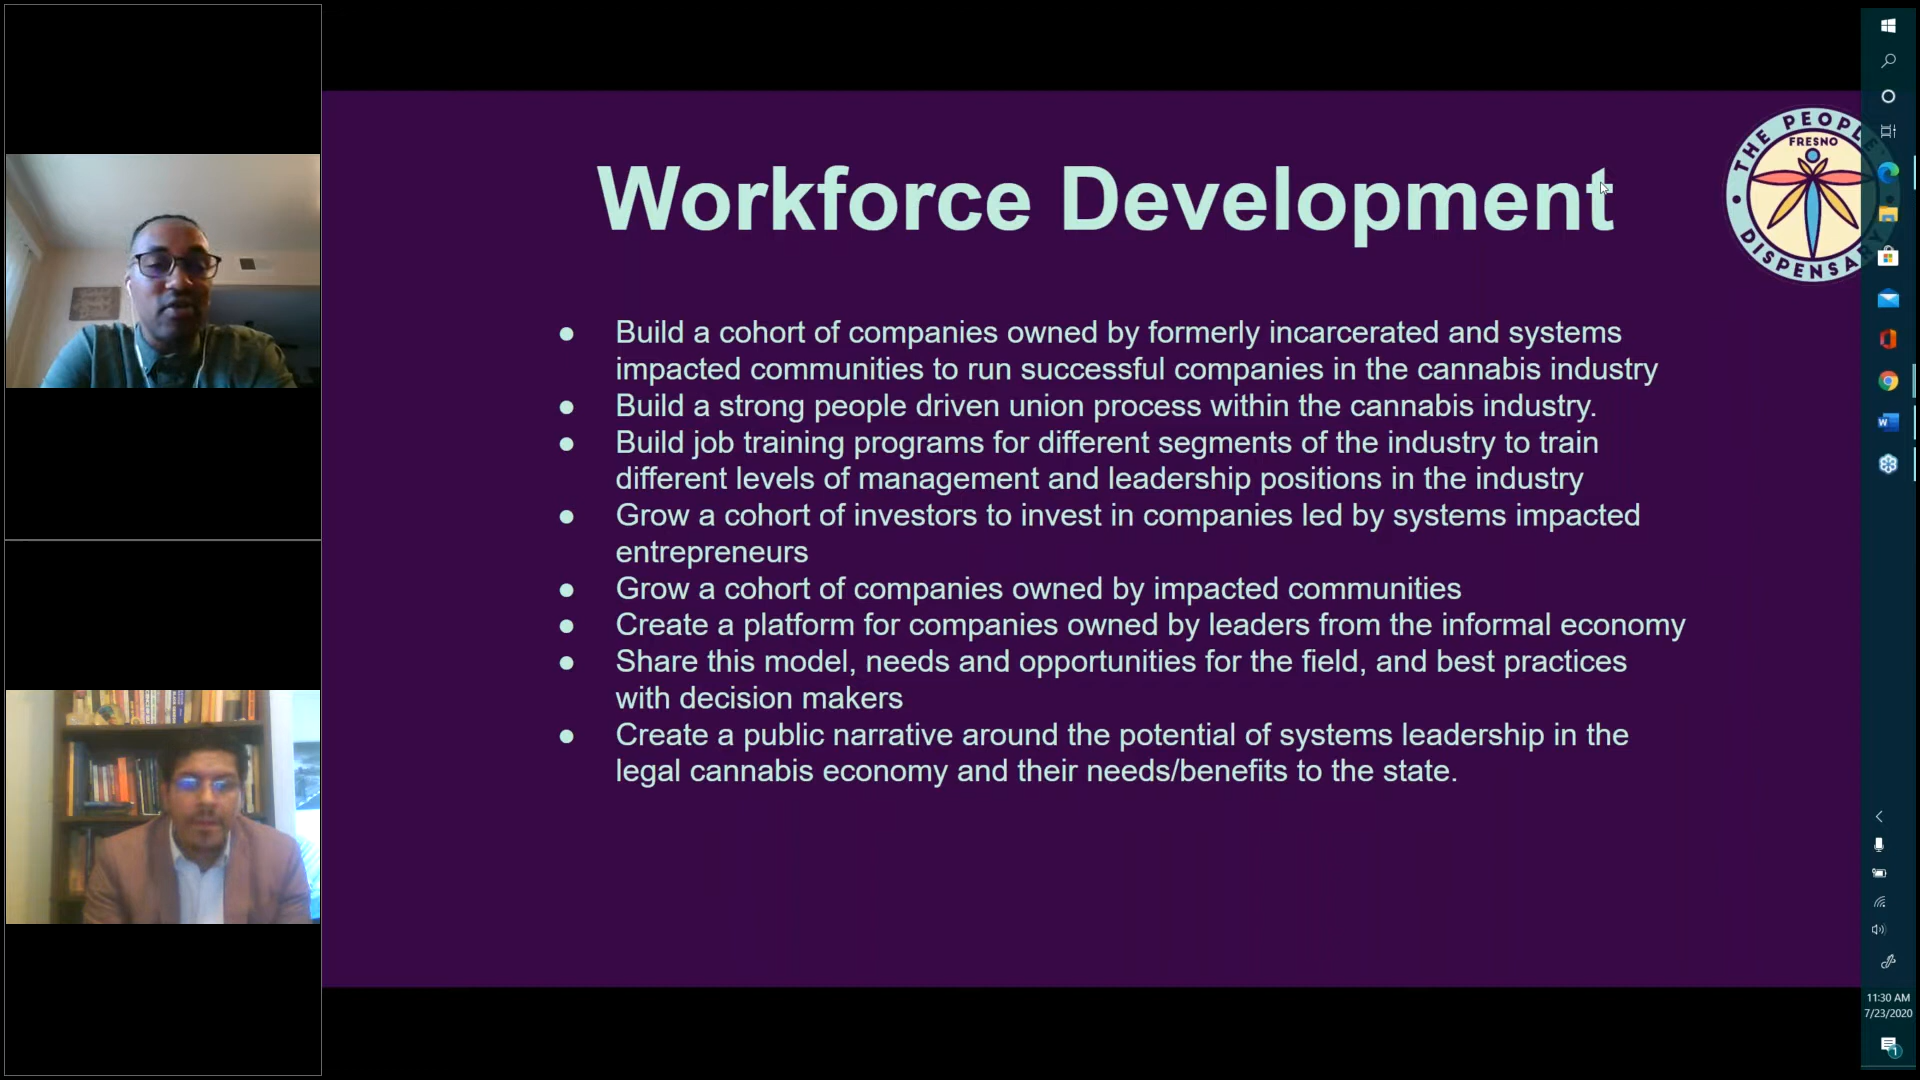 Workforce Development
THE PEOPL
FRESNO
DISPENSAR
● Build a cohort of companies owned by formerly incarcerated and systems
impacted communities to run successful companies in the cannabis industry
● Build a strong people driven union process within the cannabis industry.
● Build job training programs for different segments of the industry to train
different levels of management and leadership positions in the industry
● Grow a cohort of investors to invest in companies led by systems impacted
entrepreneurs
● Grow a cohort of companies owned by impacted communities
● Create a platform for companies owned by leaders from the informal economy
● Share this model, needs and opportunities for the field, and best practices
with decision makers
● Create a public narrative around the potential of systems leadership in the
legal cannabis economy and their needs/benefits to the state.
11:30 AM
7/23/2020
1